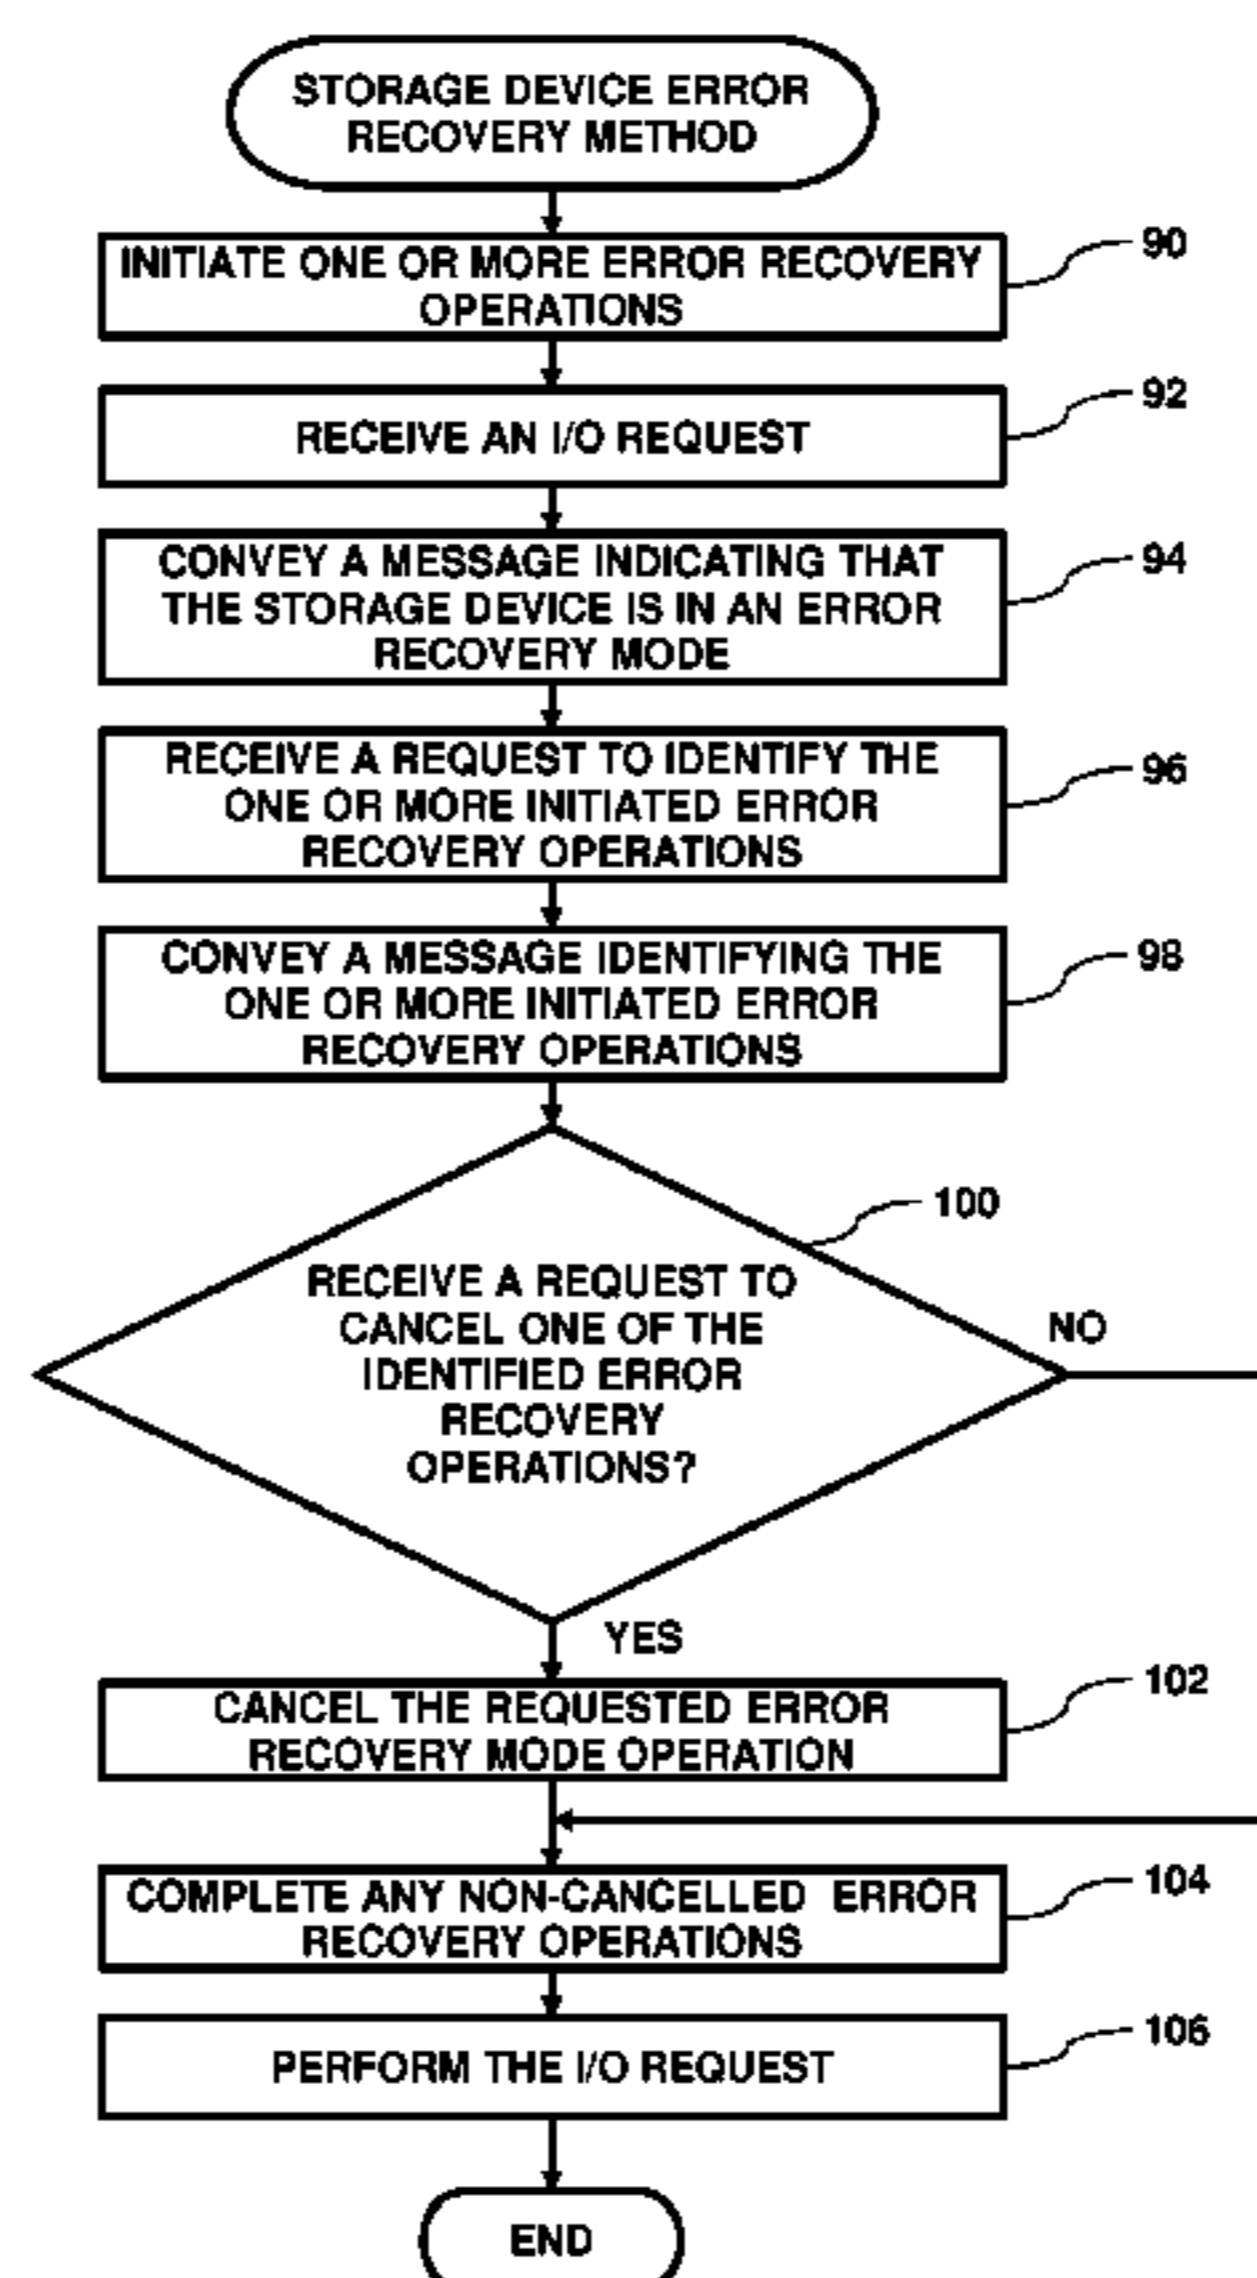 STORAGE DEVICE ERROR
RECOVERY METHOD
INITIATE ONE OR MORE ERROR RECOVERY
OPERATIONS
90
RECEIVE AN I/O REQUEST
92
CONVEY A MESSAGE INDICATING THAT
THE STORAGE DEVICE IS IN AN ERROR
RECOVERY MODE
94
RECEIVE A REQUEST TO IDENTIFY THE
ONE OR MORE INITIATED ERROR
RECOVERY OPERATIONS
96
CONVEY A MESSAGE IDENTIFYING THE
ONE OR MORE INITIATED ERROR
RECOVERY OPERATIONS
98
100
RECEIVE A REQUEST TO
CANCEL ONE OF THE
IDENTIFIED ERROR
RECOVERY
OPERATIONS?
NO
YES
CANCEL THE REQUESTED ERROR
RECOVERY MODE OPERATION
102
COMPLETE ANY NON-CANCELLED ERROR
RECOVERY OPERATIONS
104
PERFORM THE I/O REQUEST
106
END